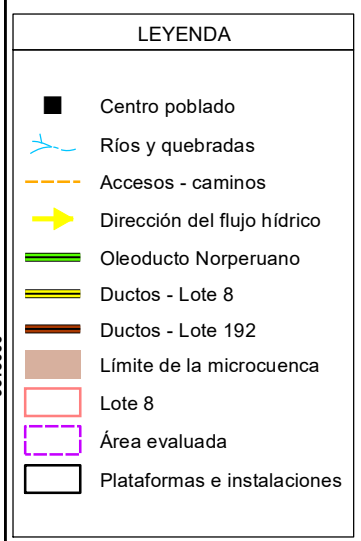 LEYENDA
Centro poblado
Ríos y quebradas
Accesos - caminos
Dirección del flujo hídrico
Oleoducto Norperuano
Ductos - Lote 8
Ductos - Lote 192
Límite de la microcuenca
Lote 8
Área evaluada
Plataformas e instalaciones